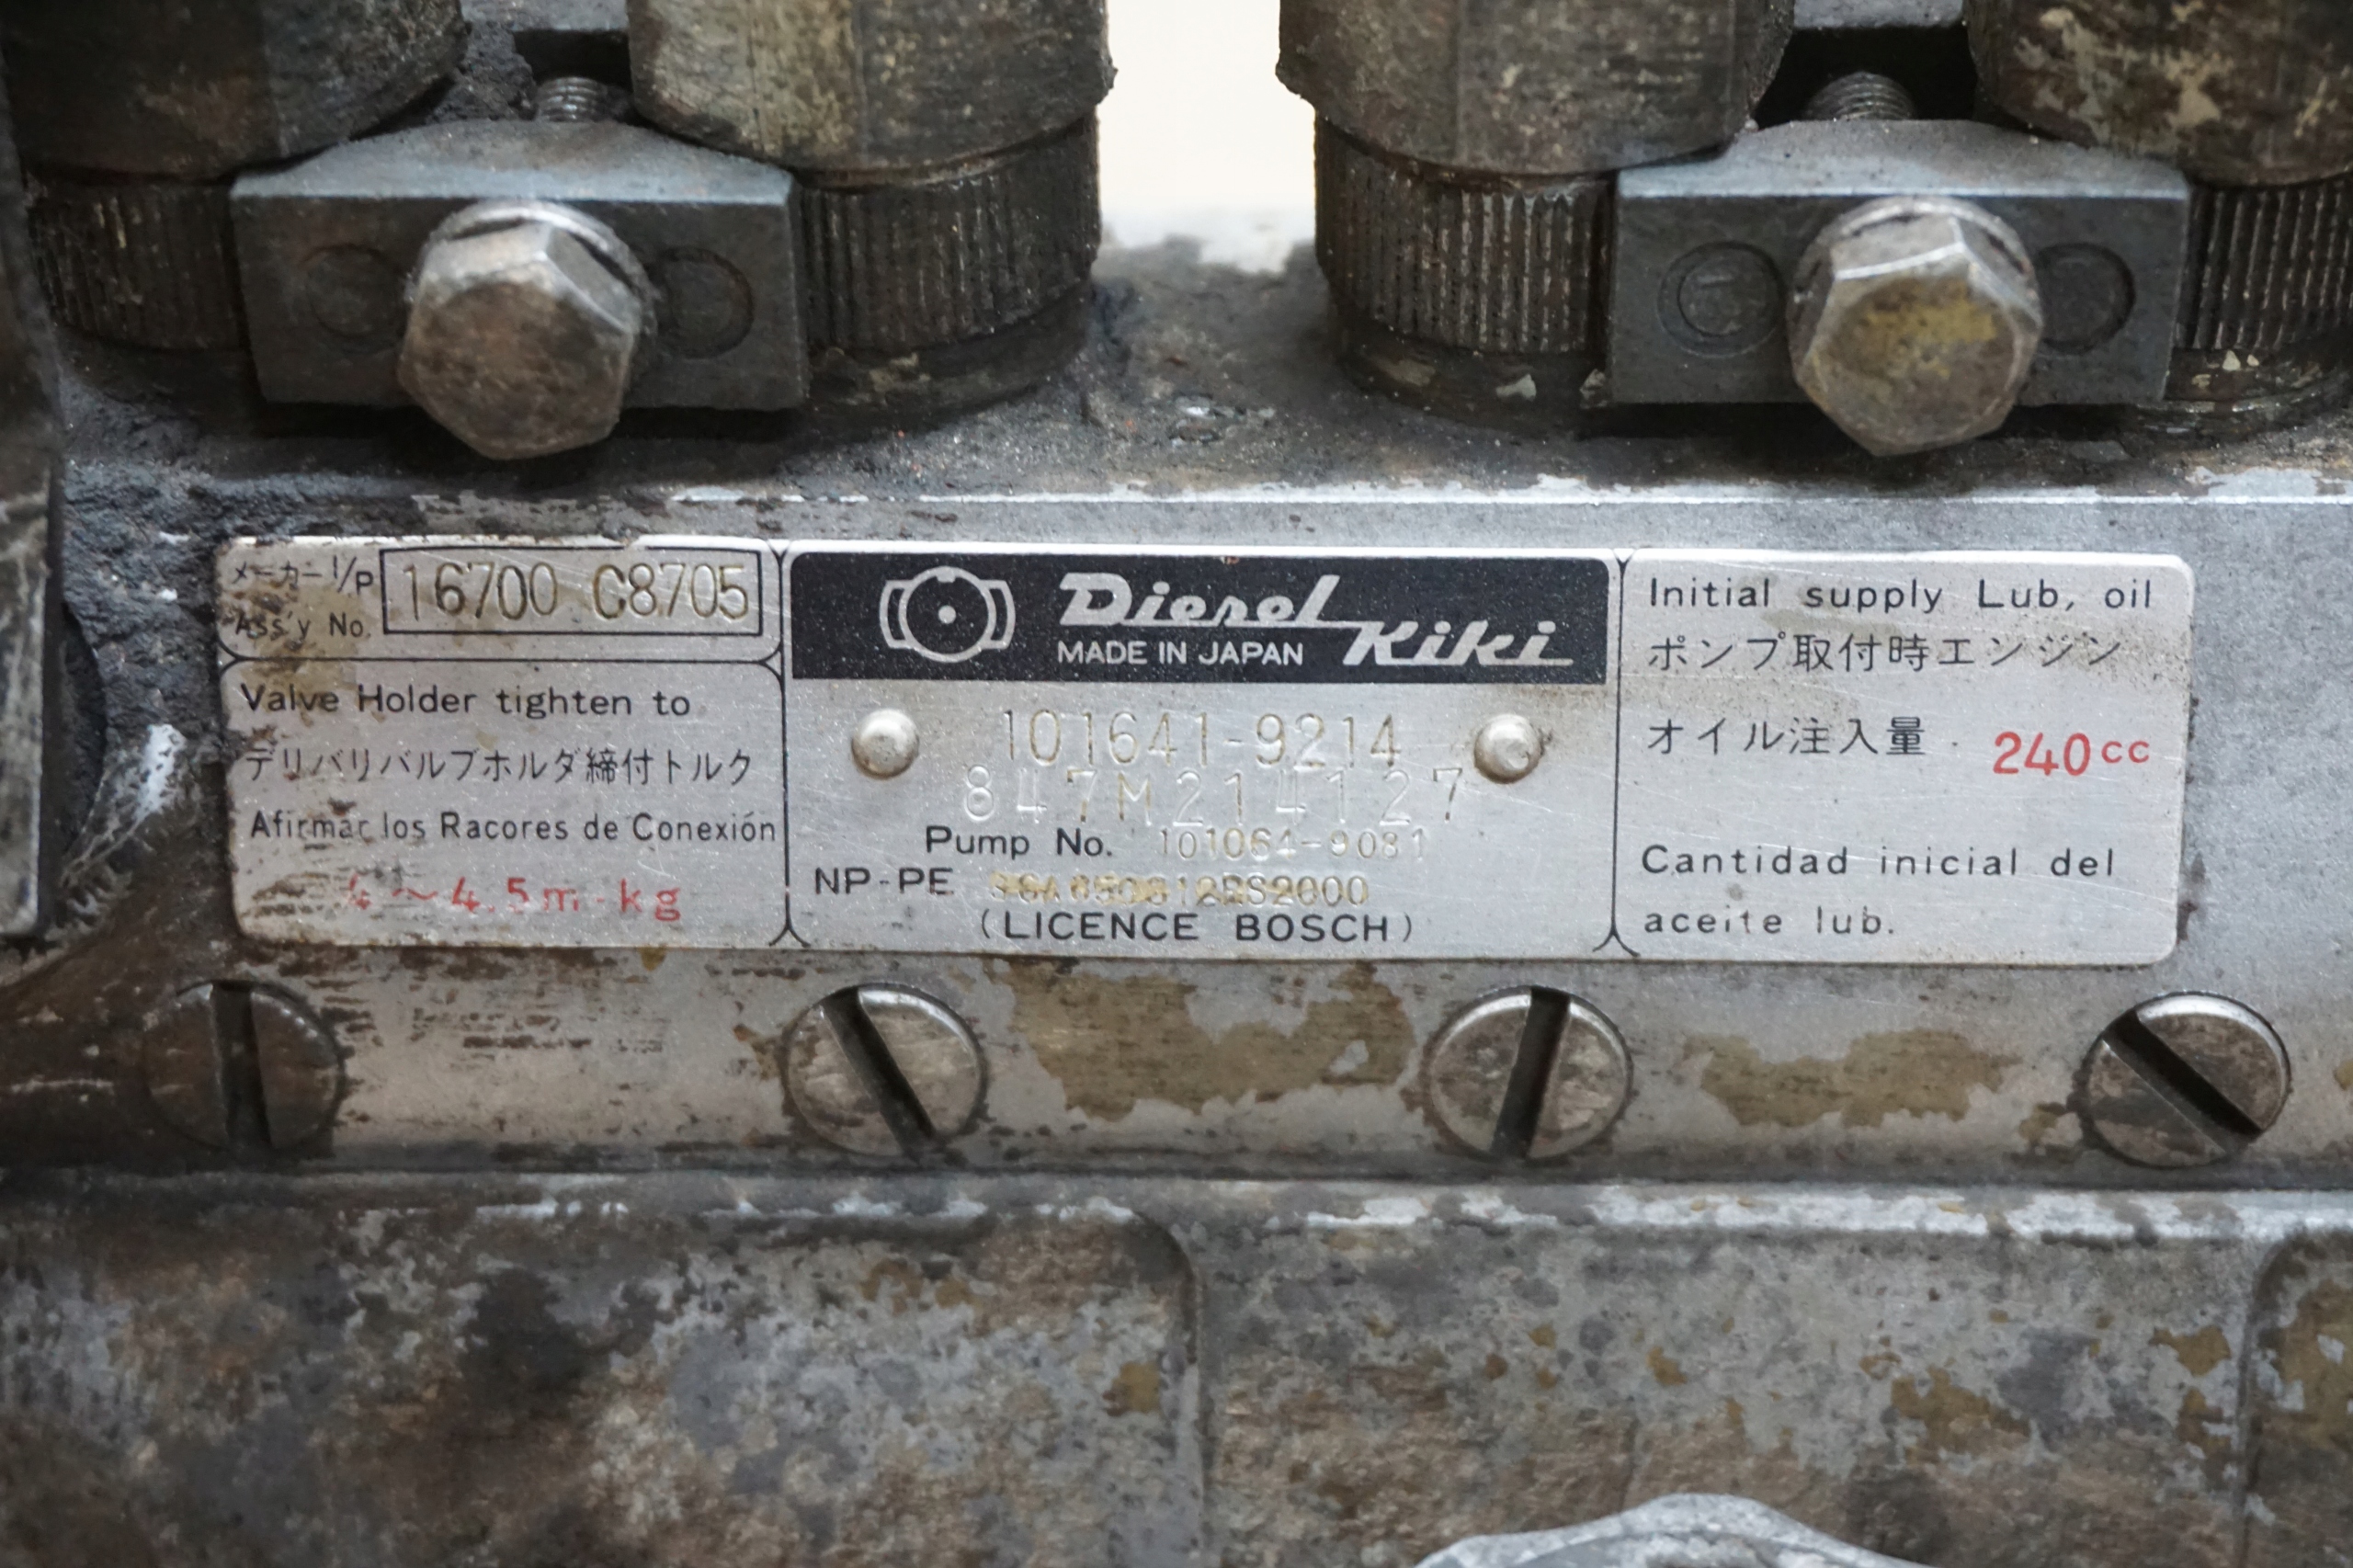 メーカー I/P
Ass'y No. 16700 C8705
Valve Holder tighten to
デリバリバルブホルダ締付トルク
Afirmar los Racores de Conexión
4~4.5m-kg
Diesel Kiki
MADE IN JAPAN
101641-9214
847M214127
Pump No. 101064-9081
NP-PE
(LICENCE BOSCH)
Initial supply Lub, oil
ポンプ取付時エンジン
オイル注入量 240cc
Cantidad inicial del
aceite lub.